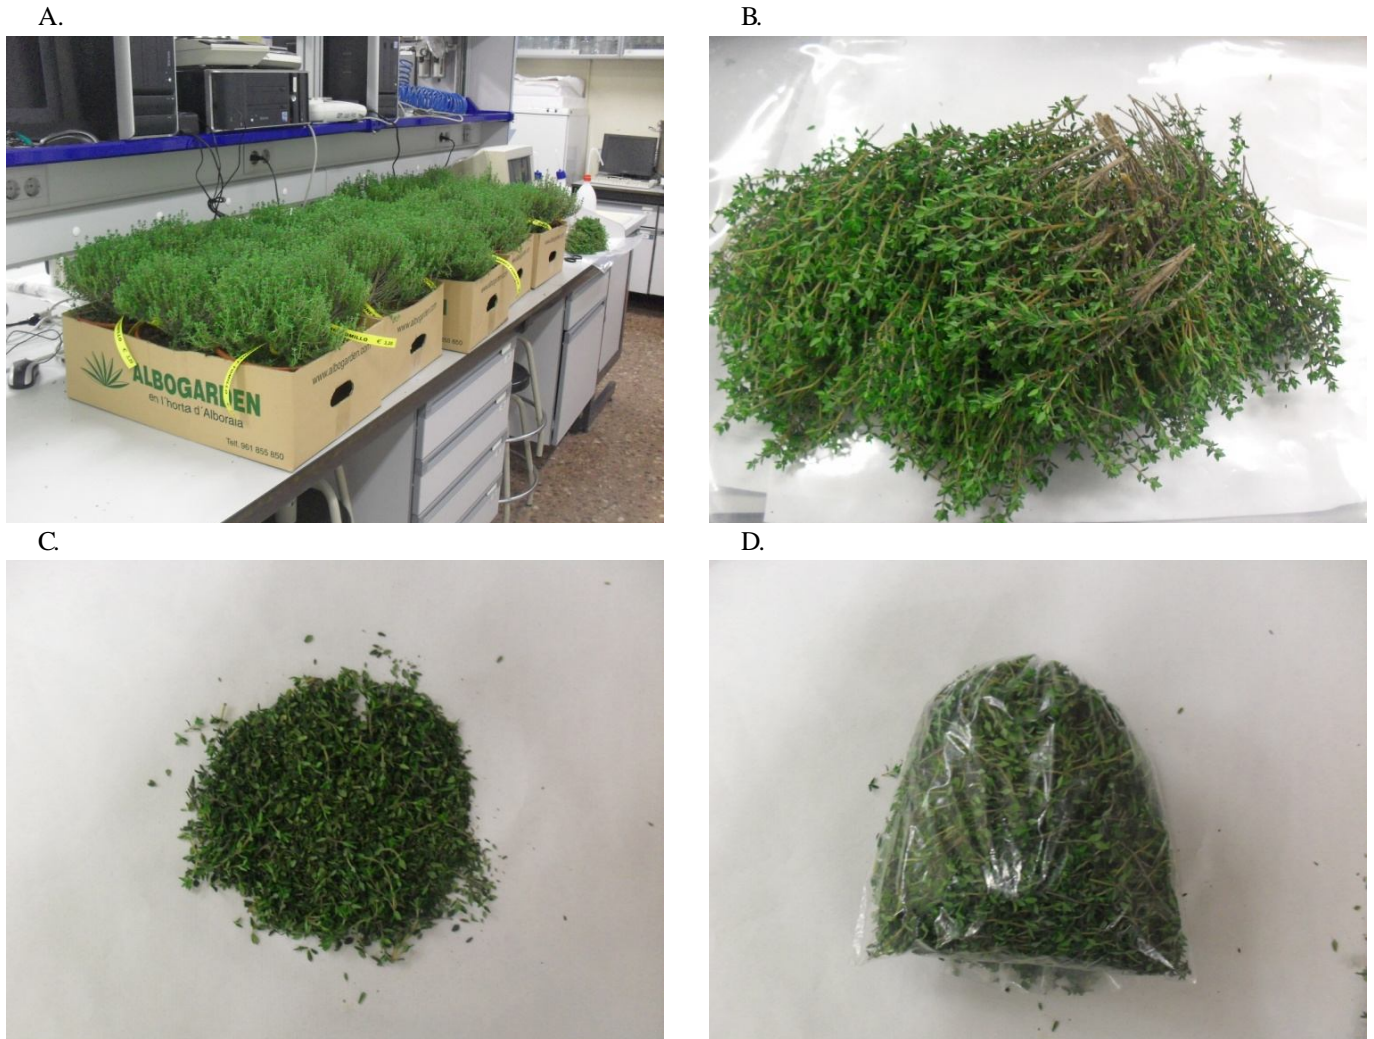 A.
B.
ALBOGARDEN
en l'horta d'Alboraia
Telf. 961 855 850
www.albogarden.com
C.
D.